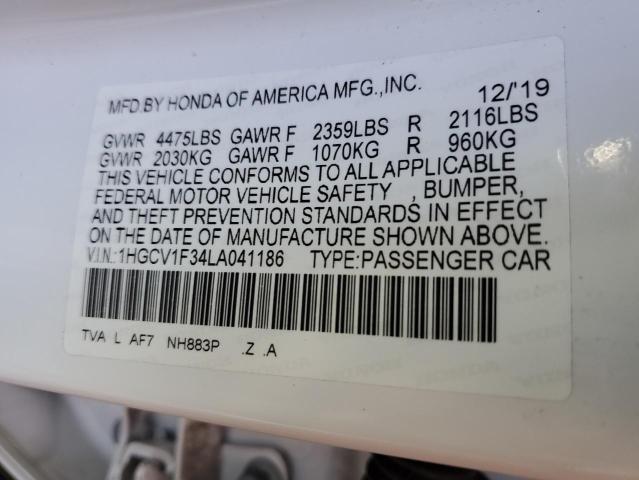 MFD.BY HONDA OF AMERICA MFG.,INC. 12/'19
GVWR 4475LBS GAWR F 2359LBS R 2116LBS
GVWR 2030KG GAWR F 1070KG R 960KG
THIS VEHICLE CONFORMS TO ALL APPLICABLE
FEDERAL MOTOR VEHICLE SAFETY , BUMPER,
AND THEFT PREVENTION STANDARDS IN EFFECT
ON THE DATE OF MANUFACTURE SHOWN ABOVE.
V.I.N.:1HGCV1F34LA041186 TYPE:PASSENGER CAR
TVA L AF7 NH883P .Z .A